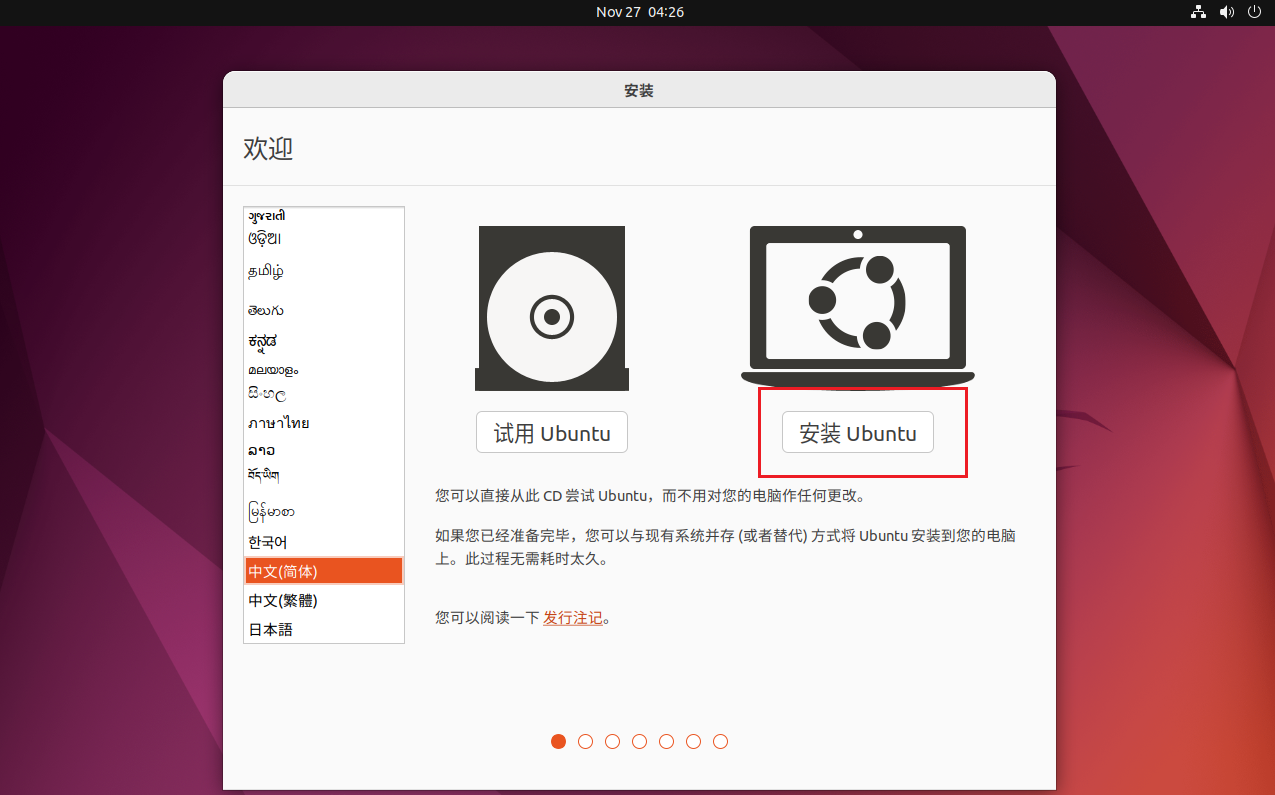 Nov 27 04:26
安装
欢迎
ગુજરાતી
ଓଡ଼ିଆ
தமிழ்
తెలుగు
ಕನ್ನಡ
മലയാളം
සිංහල
ภาษาไทย
ລາວ
བོད་ཡིག
မြန်မာစာ
한국어
中文(简体)
中文(繁體)
日本語
试用 Ubuntu
安装 Ubuntu
您可以直接从此 CD 尝试 Ubuntu，而不用对您的电脑作任何更改。
如果您已经准备完毕，您可以与现有系统并存 (或者替代) 方式将 Ubuntu 安装到您的电脑
上。此过程无需耗时太久。
您可以阅读一下 发行注记。